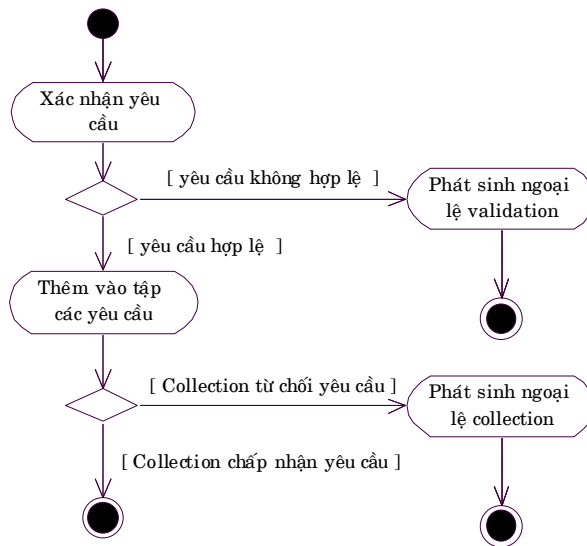 Xác nhận yêu
cầu
[ yêu cầu không hợp lệ ]
Phát sinh ngoại
lệ validation
[ yêu cầu hợp lệ ]
Thêm vào tập
các yêu cầu
[ Collection từ chối yêu cầu ]
Phát sinh ngoại
lệ collection
[ Collection chấp nhận yêu cầu ]